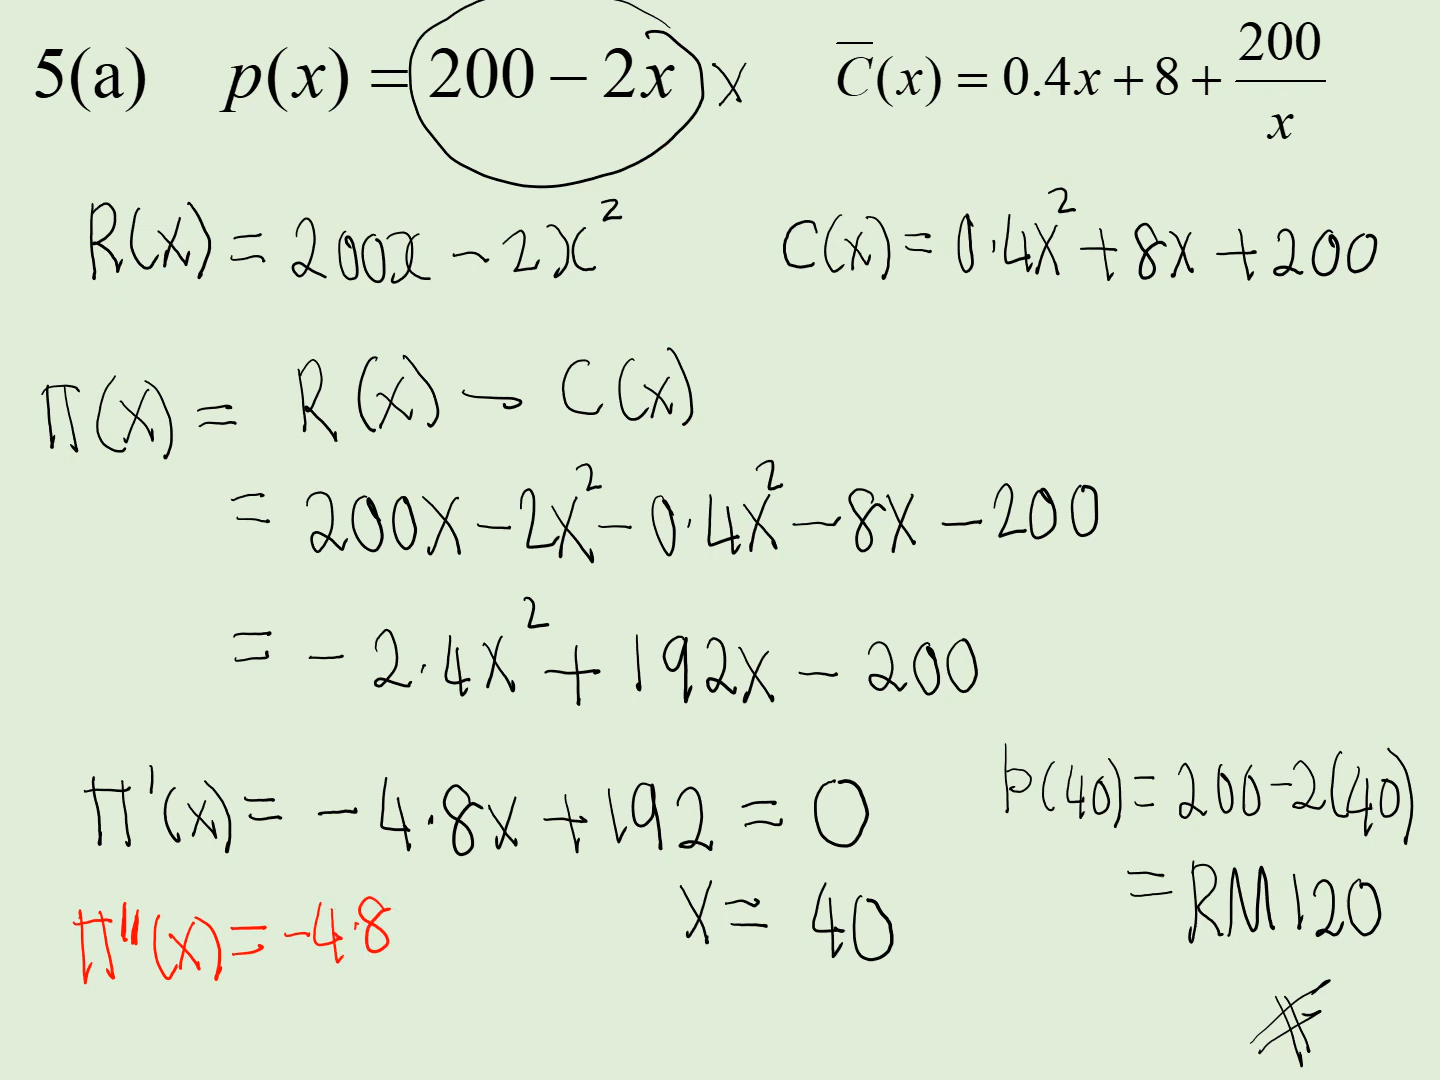 5(a) p(x) = 200 − 2x x
C̅(x) = 0.4x + 8 + 200/x
R(x) = 200x − 2x²
C(x) = 0.4x² + 8x + 200
Π(x) = R(x) − C(x)
= 200x − 2x² − 0.4x² − 8x − 200
= − 2.4x² + 192x − 200
Π'(x) = − 4.8x + 192 = 0
x = 40
Π''(x) = −4.8
p(40) = 200 − 2(40)
= RM120